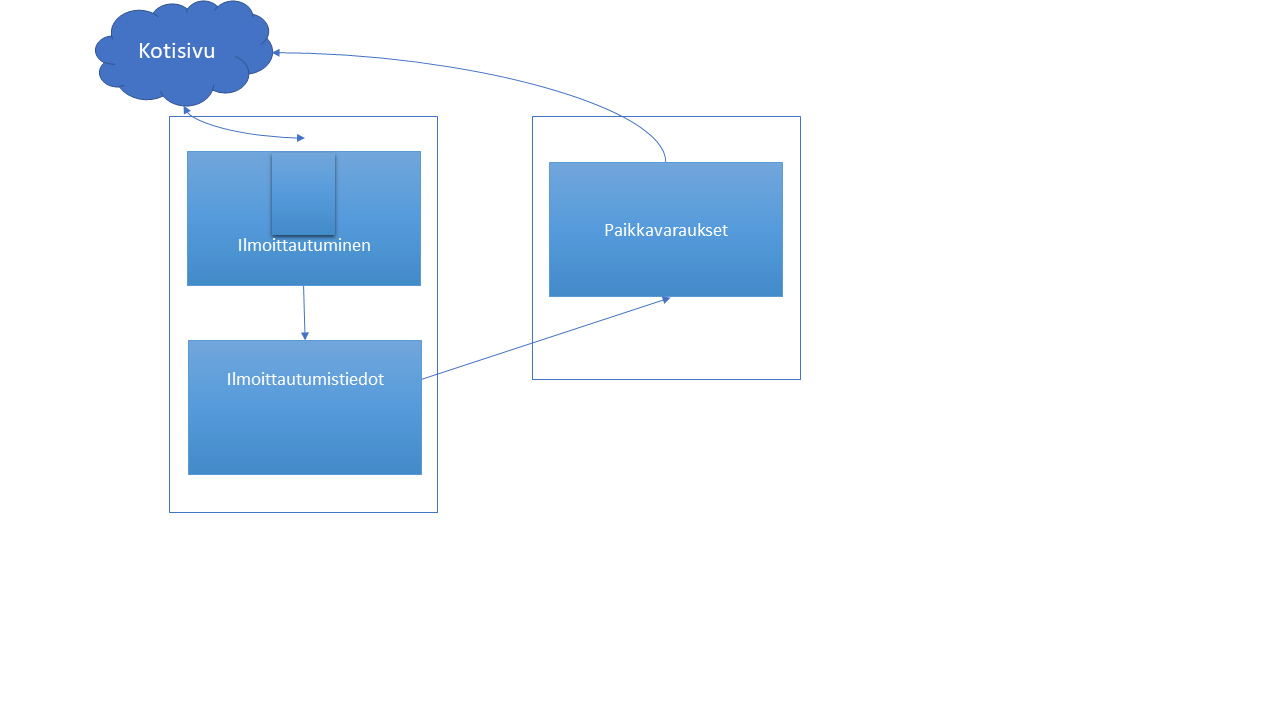 Kotisivu
Ilmoittautuminen
Paikkavaraukset
Ilmoittautumistiedot